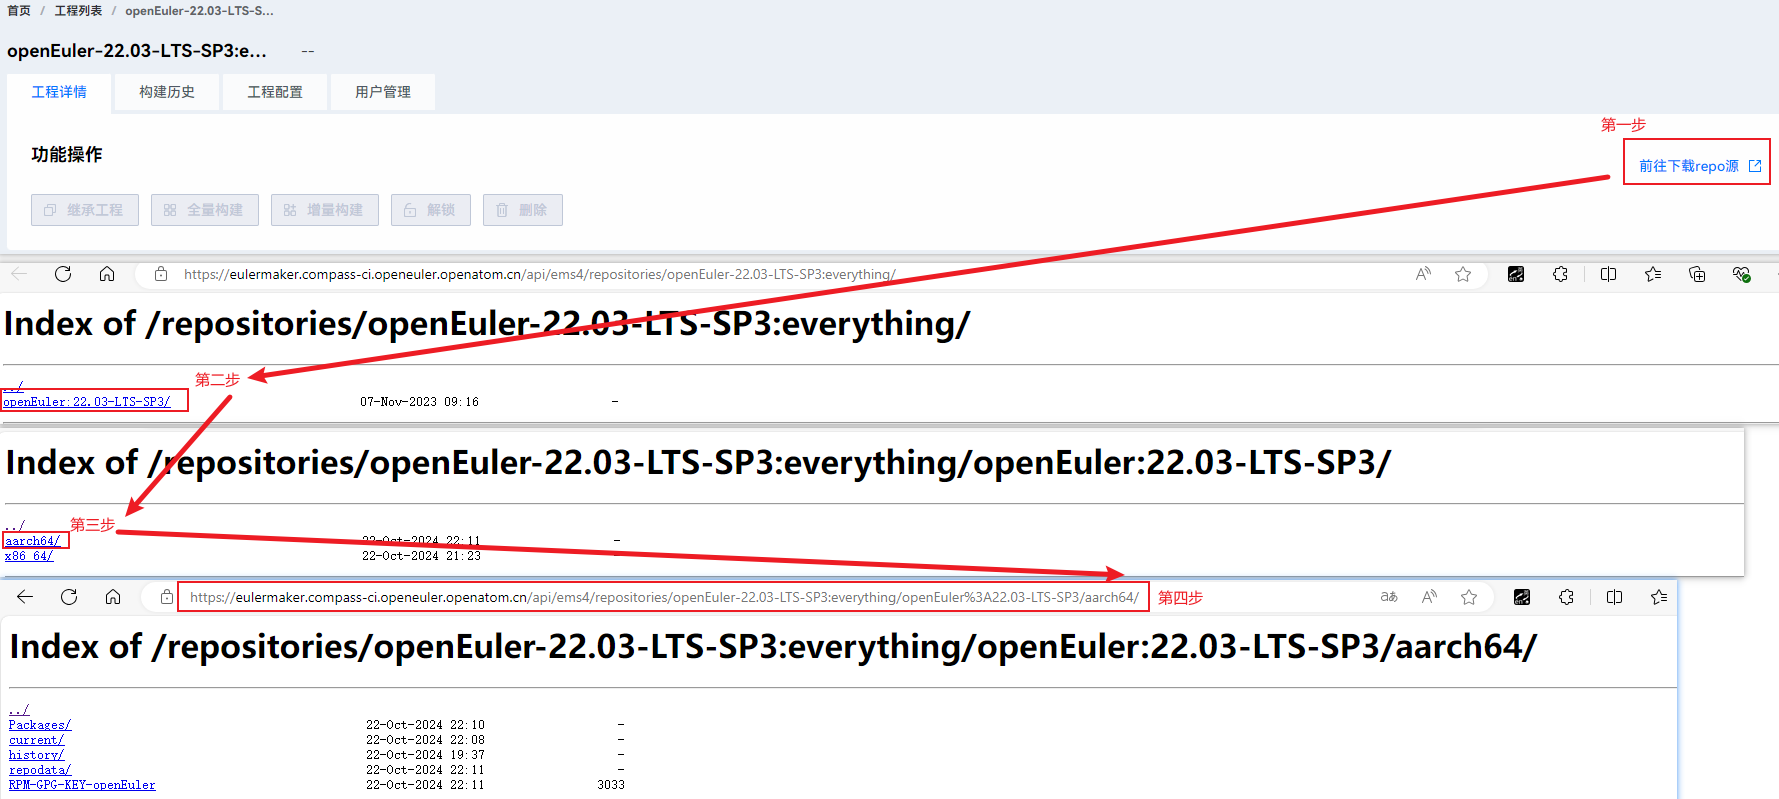 首页 / 工程列表 / openEuler-22.03-LTS-S...
openEuler-22.03-LTS-SP3:e... --
工程详情 构建历史 工程配置 用户管理
第一步
功能操作
前往下载repo源
继承工程 全量构建 增量构建 解锁 删除
https://eulermaker.compass-ci.openeuler.openatom.cn/api/ems4/repositories/openEuler-22.03-LTS-SP3:everything/
Index of /repositories/openEuler-22.03-LTS-SP3:everything/
第二步
../
openEuler:22.03-LTS-SP3/ 07-Nov-2023 09:16 -
Index of /repositories/openEuler-22.03-LTS-SP3:everything/openEuler:22.03-LTS-SP3/
../
第三步
aarch64/ 22-Oct-2024 22:11 -
x86_64/ 22-Oct-2024 21:23 -
https://eulermaker.compass-ci.openeuler.openatom.cn/api/ems4/repositories/openEuler-22.03-LTS-SP3:everything/openEuler%3A22.03-LTS-SP3/aarch64/ 第四步
Index of /repositories/openEuler-22.03-LTS-SP3:everything/openEuler:22.03-LTS-SP3/aarch64/
../
Packages/ 22-Oct-2024 22:10 -
current/ 22-Oct-2024 22:08 -
history/ 22-Oct-2024 19:37 -
repodata/ 22-Oct-2024 22:11 -
RPM-GPG-KEY-openEuler 22-Oct-2024 22:11 3033